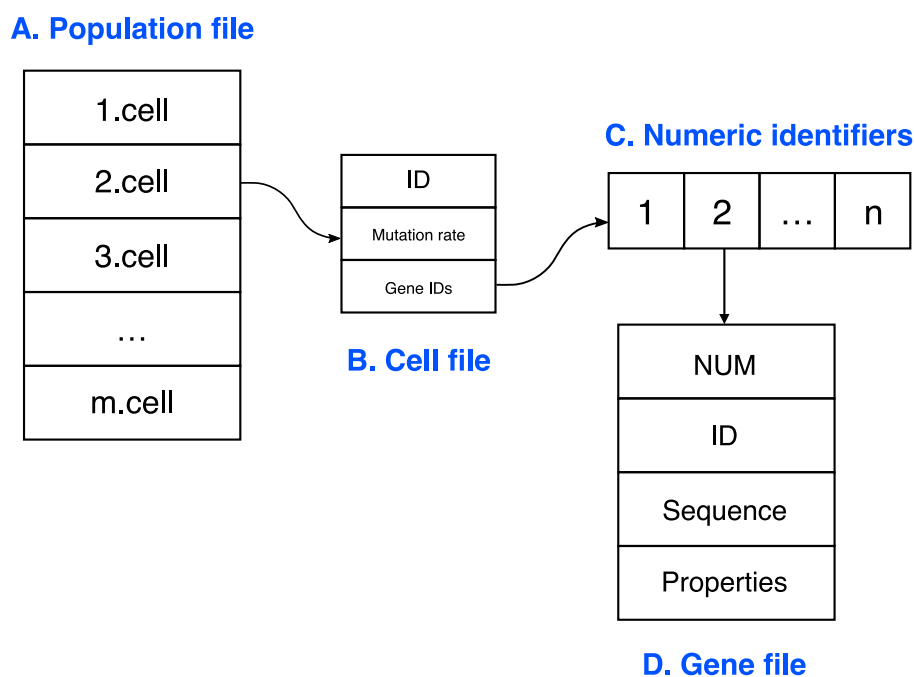 A. Population file
1.cell
2.cell
3.cell
...
m.cell
ID
Mutation rate
Gene IDs
B. Cell file
C. Numeric identifiers
1 2 ... n
NUM
ID
Sequence
Properties
D. Gene file